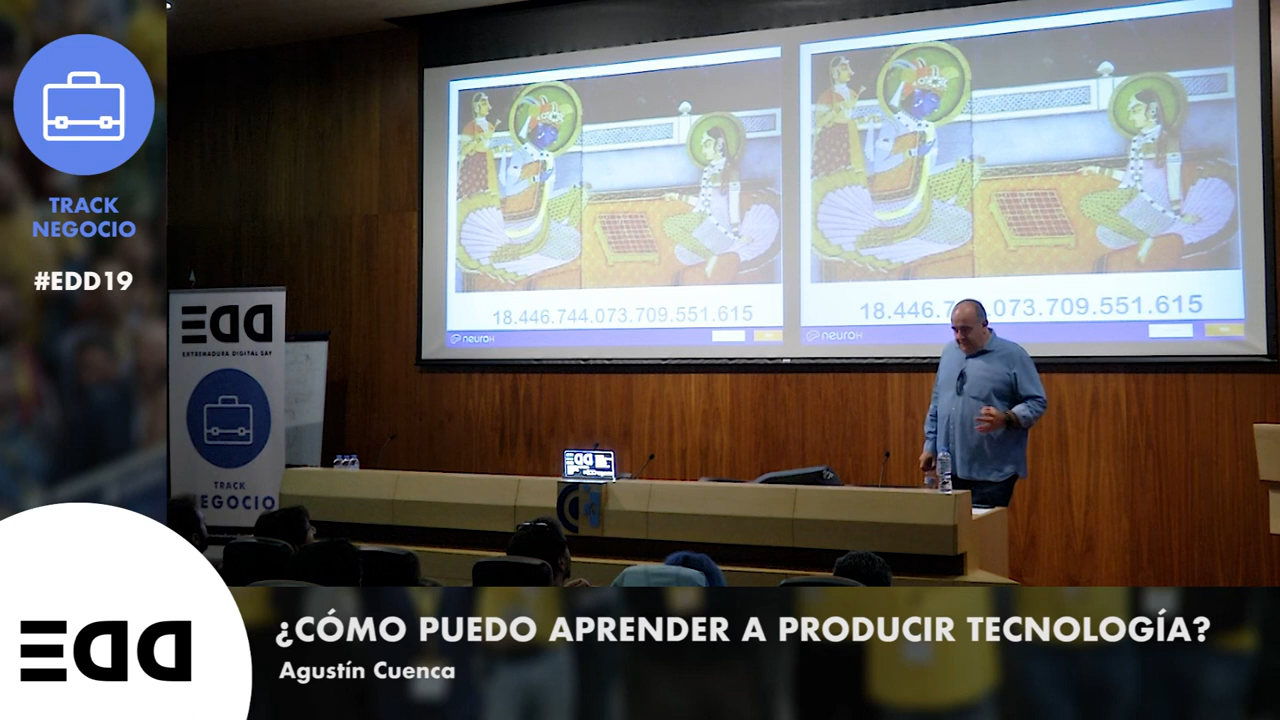 TRACK
NEGOCIO
#EDD19
18.446.744.073.709.551.615
18.446.7 .073.709.551.615
neurok
neurok
EDD
EXTREMADURA DIGITAL DAY
TRACK
NEGOCIO
EDD
EDD
¿CÓMO PUEDO APRENDER A PRODUCIR TECNOLOGÍA?
Agustín Cuenca